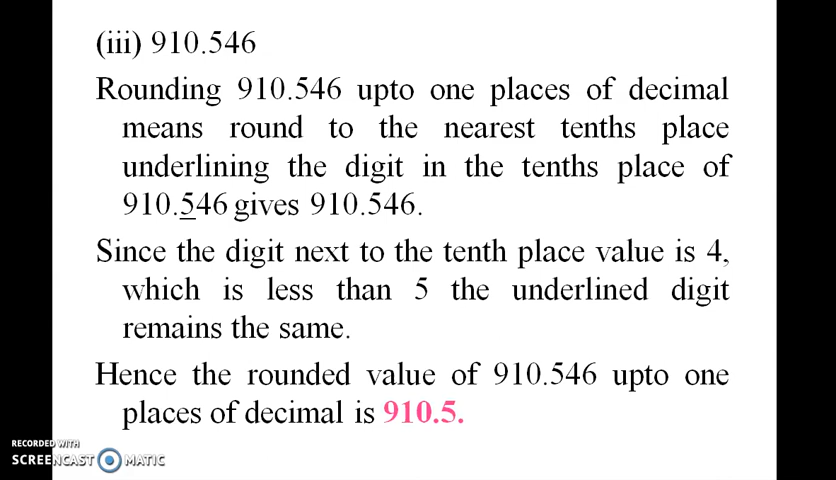 (iii) 910.546
Rounding 910.546 upto one places of decimal
means round to the nearest tenths place
underlining the digit in the tenths place of
910.546 gives 910.546.
Since the digit next to the tenth place value is 4,
which is less than 5 the underlined digit
remains the same.
Hence the rounded value of 910.546 upto one
places of decimal is 910.5.
RECORDED WITH
SCREENCAST MATIC